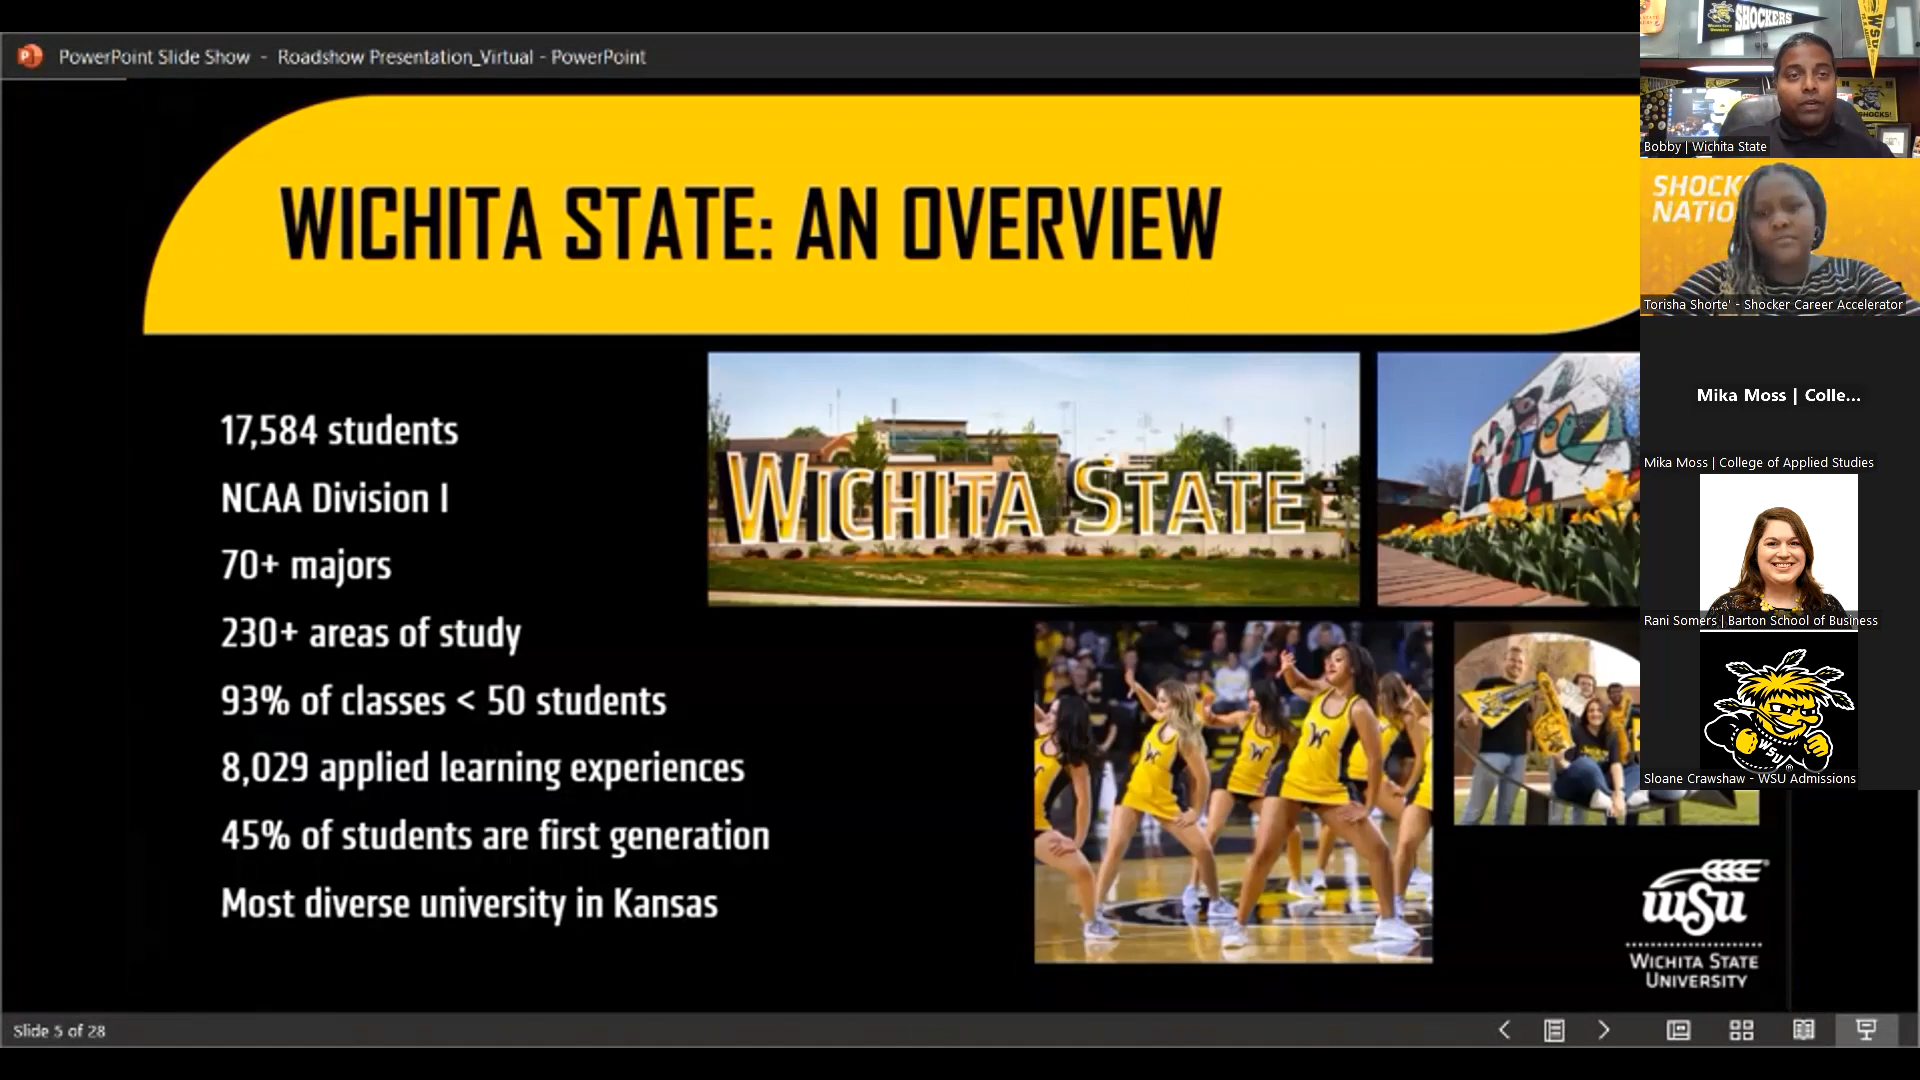 PowerPoint Slide Show - Roadshow Presentation_Virtual - PowerPoint
WICHITA STATE: AN OVERVIEW
17,584 students
NCAA Division I
70+ majors
230+ areas of study
93% of classes < 50 students
8,029 applied learning experiences
45% of students are first generation
Most diverse university in Kansas
WICHITA STATE
WSU
WICHITA STATE
UNIVERSITY
Slide 5 of 28
SHOCKERS
WSU
SHOCKS!
Bobby | Wichita State
SHOCK
NATIO
Torisha Shorte' - Shocker Career Accelerator
Mika Moss | Colle...
Mika Moss | College of Applied Studies
Rani Somers | Barton School of Business
WSU
Sloane Crawshaw - WSU Admissions